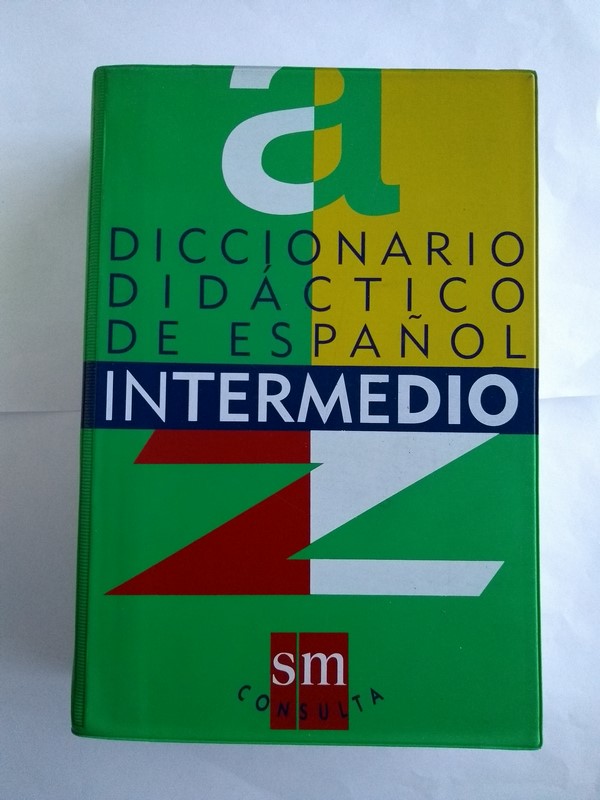 a
DICCIONARIO
DIDÁCTICO
DE ESPAÑOL
INTERMEDIO
Z
sm
CONSULTA